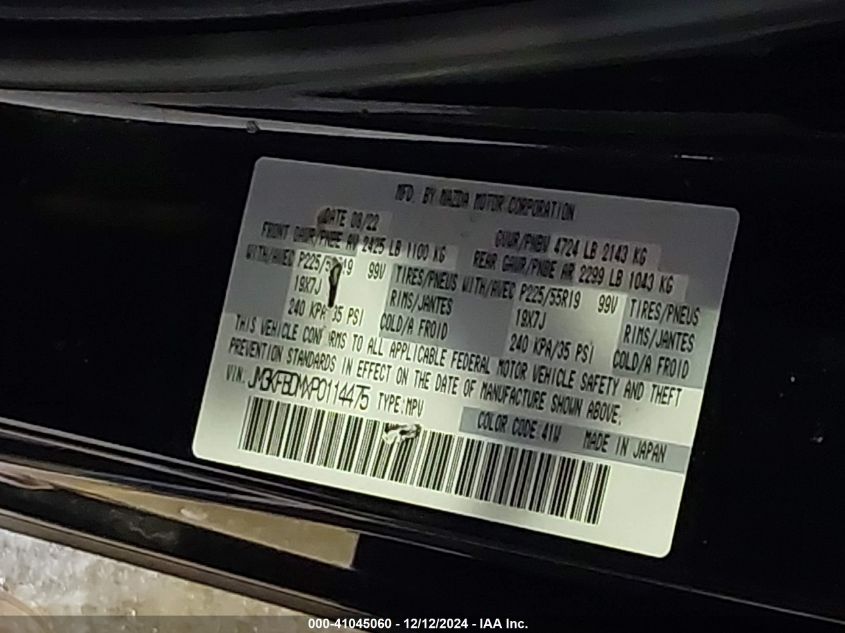 MFD. BY MAZDA MOTOR CORPORATION
DATE 09/22 GVWR/PNBV 4724 LB 2143 KG
FRONT GAWR/PNBE AV 2425 LB 1100 KG REAR GAWR/PNBE AR 2299 LB 1043 KG
WITH/AVEC P225/55R19 99V TIRES/PNEUS WITH/AVEC P225/55R19 99V TIRES/PNEUS
19X7J RIMS/JANTES 19X7J RIMS/JANTES
240 KPA/35 PSI COLD/A FROID 240 KPA/35 PSI COLD/A FROID
THIS VEHICLE CONFORMS TO ALL APPLICABLE FEDERAL MOTOR VEHICLE SAFETY AND THEFT
PREVENTION STANDARDS IN EFFECT ON THE DATE OF MANUFACTURE SHOWN ABOVE.
VIN: JM3KFBDMXP0114475 TYPE:MPV
COLOR CODE 41W MADE IN JAPAN
000-41045060 - 12/12/2024 - IAA Inc.